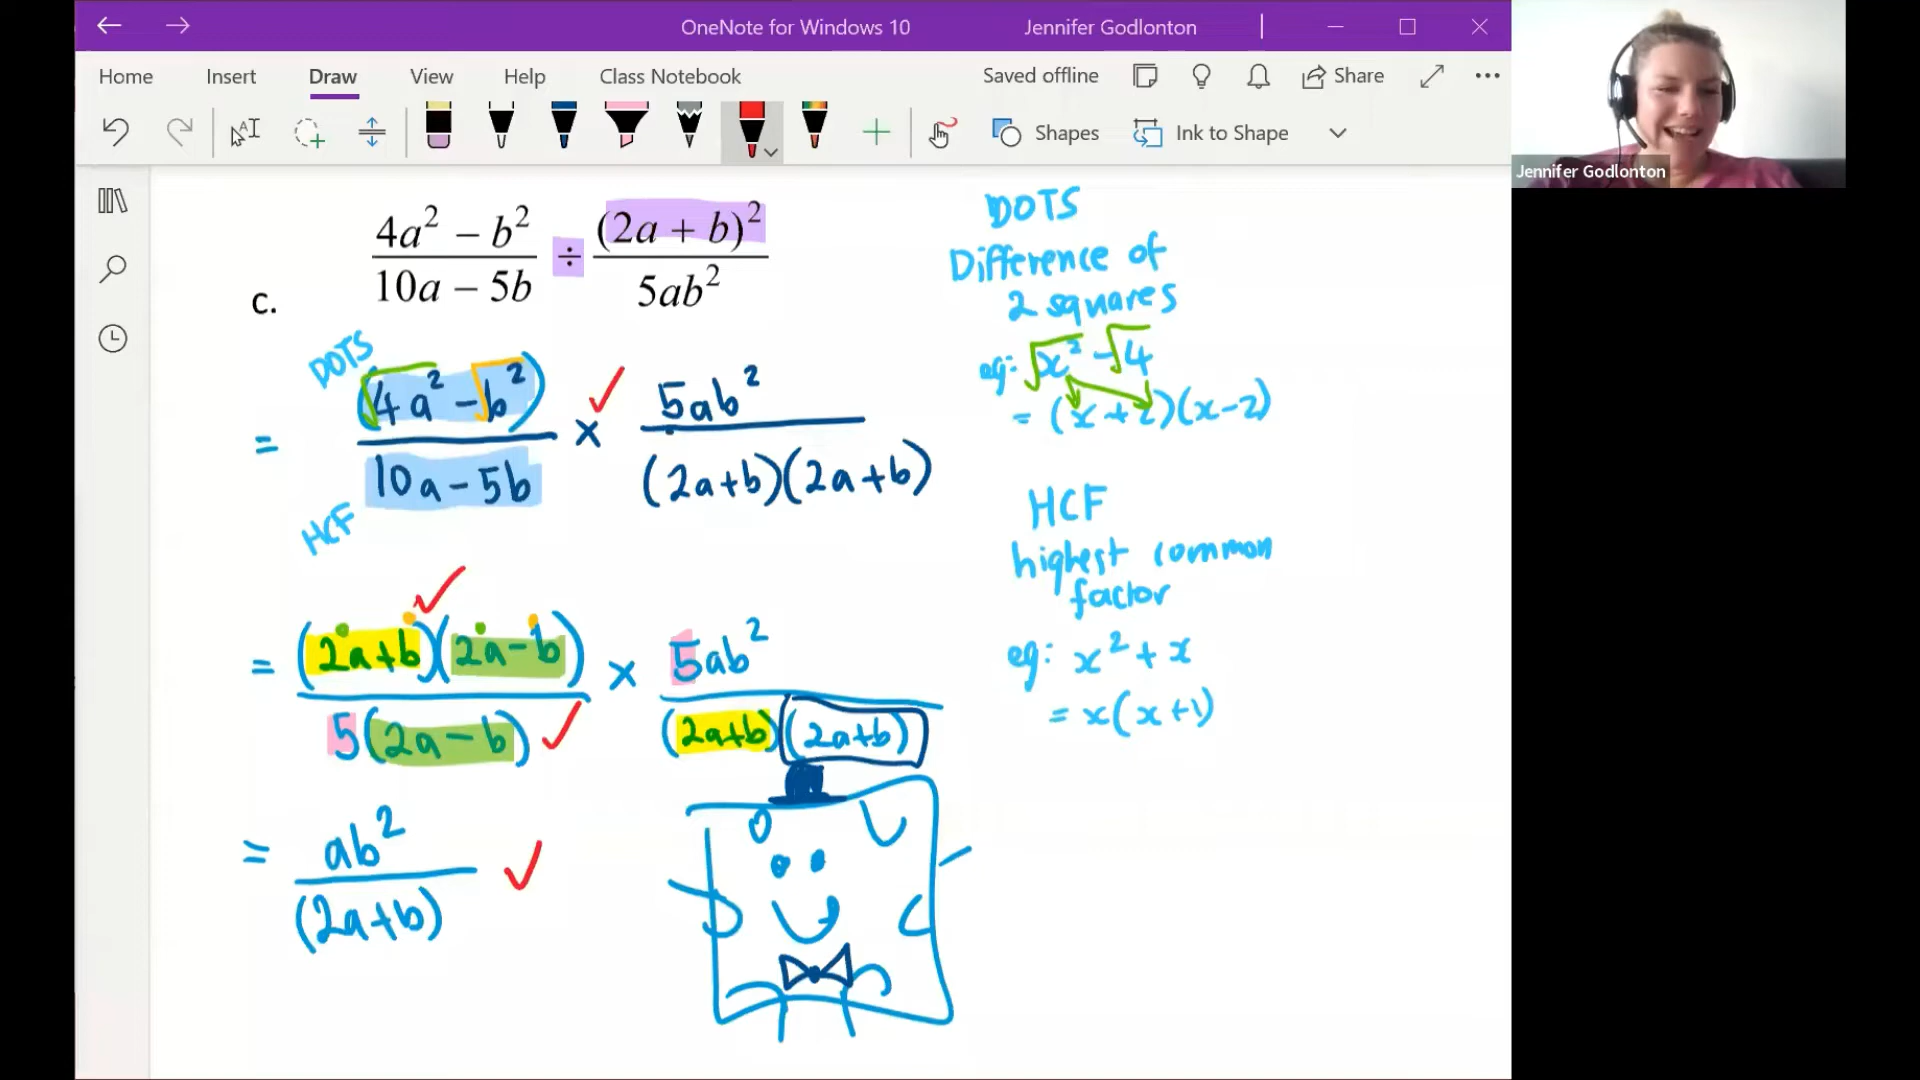 OneNote for Windows 10
Jennifer Godlonton
Home Insert Draw View Help Class Notebook
Saved offline
Share
Shapes
Ink to Shape
Jennifer Godlonton
c.
4a² − b² / 10a − 5b ÷ (2a + b)² / 5ab²
DOTS
= (√4a² − √b²) / 10a − 5b × 5ab² / (2a+b)(2a+b)
HCF
= (2a+b)(2a−b) / 5(2a−b) × 5ab² / (2a+b)(2a+b)
= ab² / (2a+b)
DOTS
Difference of
2 squares
eg: √x² − √4
= (x+2)(x−2)
HCF
highest common
factor
eg: x² + x
= x(x+1)